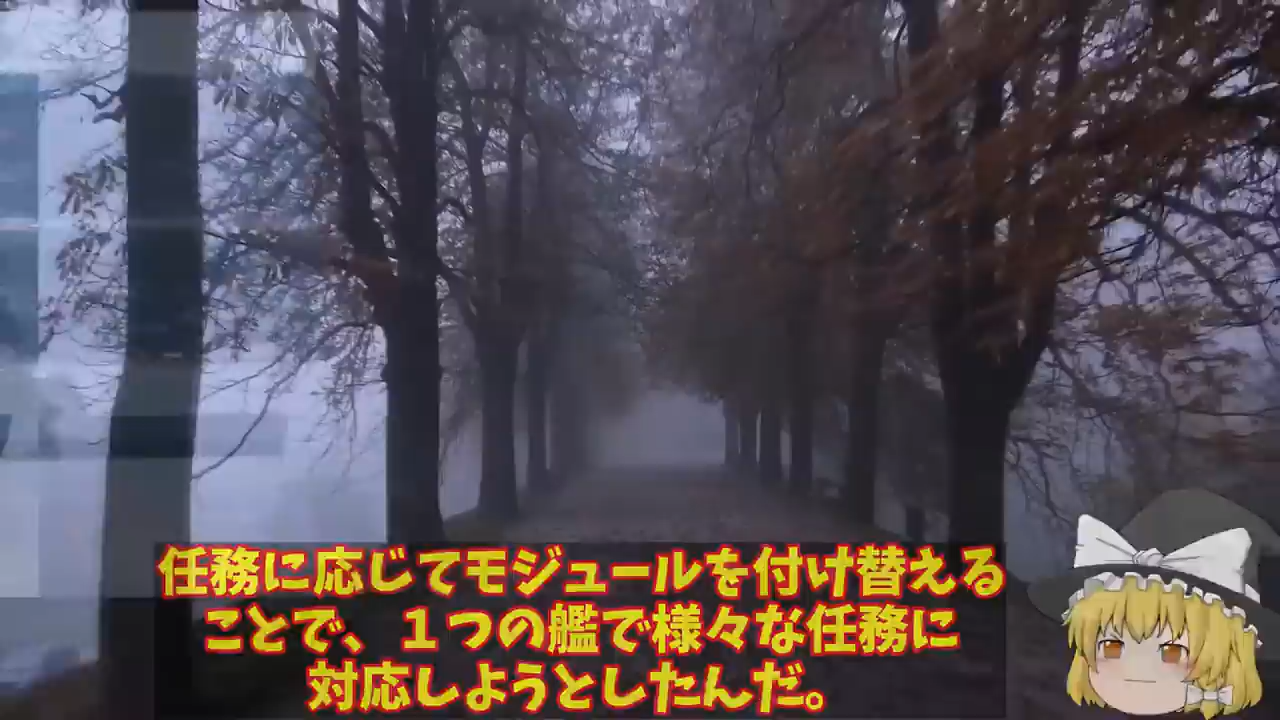 任務に応じてモジュールを付け替える
ことで、１つの艦で様々な任務に
対応しようとしたんだ。